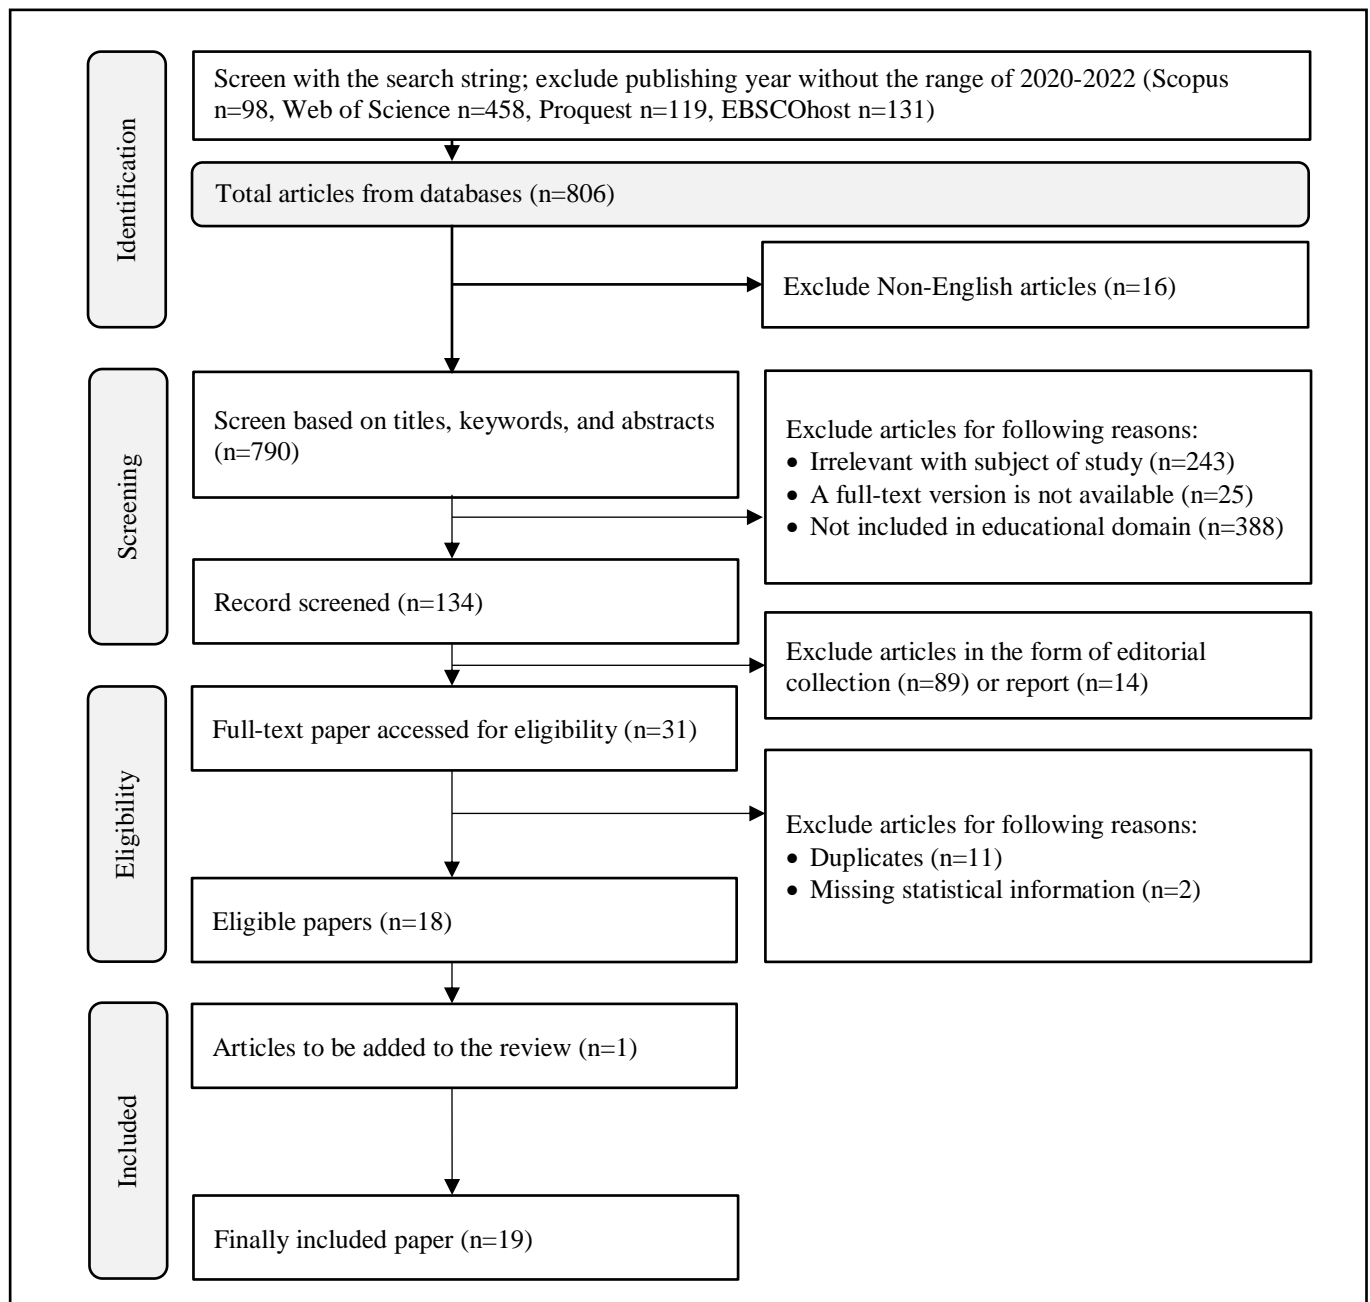 Identification
Screen with the search string; exclude publishing year without the range of 2020-2022 (Scopus
n=98, Web of Science n=458, Proquest n=119, EBSCOhost n=131)
Total articles from databases (n=806)
Exclude Non-English articles (n=16)
Screening
Screen based on titles, keywords, and abstracts
(n=790)
Exclude articles for following reasons:
• Irrelevant with subject of study (n=243)
• A full-text version is not available (n=25)
• Not included in educational domain (n=388)
Record screened (n=134)
Exclude articles in the form of editorial
collection (n=89) or report (n=14)
Eligibility
Full-text paper accessed for eligibility (n=31)
Exclude articles for following reasons:
• Duplicates (n=11)
• Missing statistical information (n=2)
Eligible papers (n=18)
Included
Articles to be added to the review (n=1)
Finally included paper (n=19)